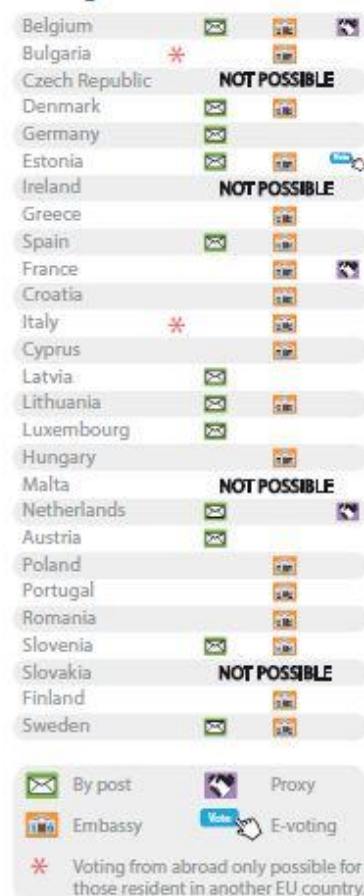 Belgium
Bulgaria *
Czech Republic NOT POSSIBLE
Denmark
Germany
Estonia Vote
Ireland NOT POSSIBLE
Greece
Spain
France
Croatia
Italy *
Cyprus
Latvia
Lithuania
Luxembourg
Hungary
Malta NOT POSSIBLE
Netherlands
Austria
Poland
Portugal
Romania
Slovenia
Slovakia NOT POSSIBLE
Finland
Sweden
By post Proxy
Embassy Vote E-voting
* Voting from abroad only possible for
those resident in another EU country.